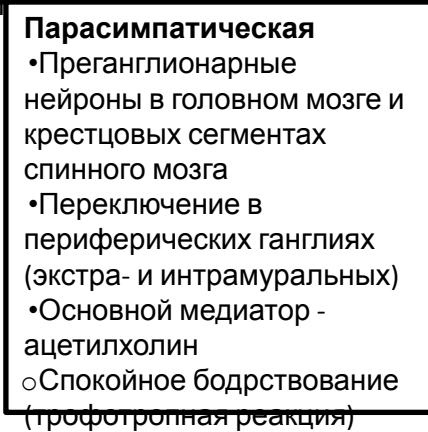 Парасимпатическая
•Преганглионарные
нейроны в головном мозге и
крестцовых сегментах
спинного мозга
•Переключение в
периферических ганглиях
(экстра- и интрамуральных)
•Основной медиатор -
ацетилхолин
oСпокойное бодрствование
(трофотропная реакция)